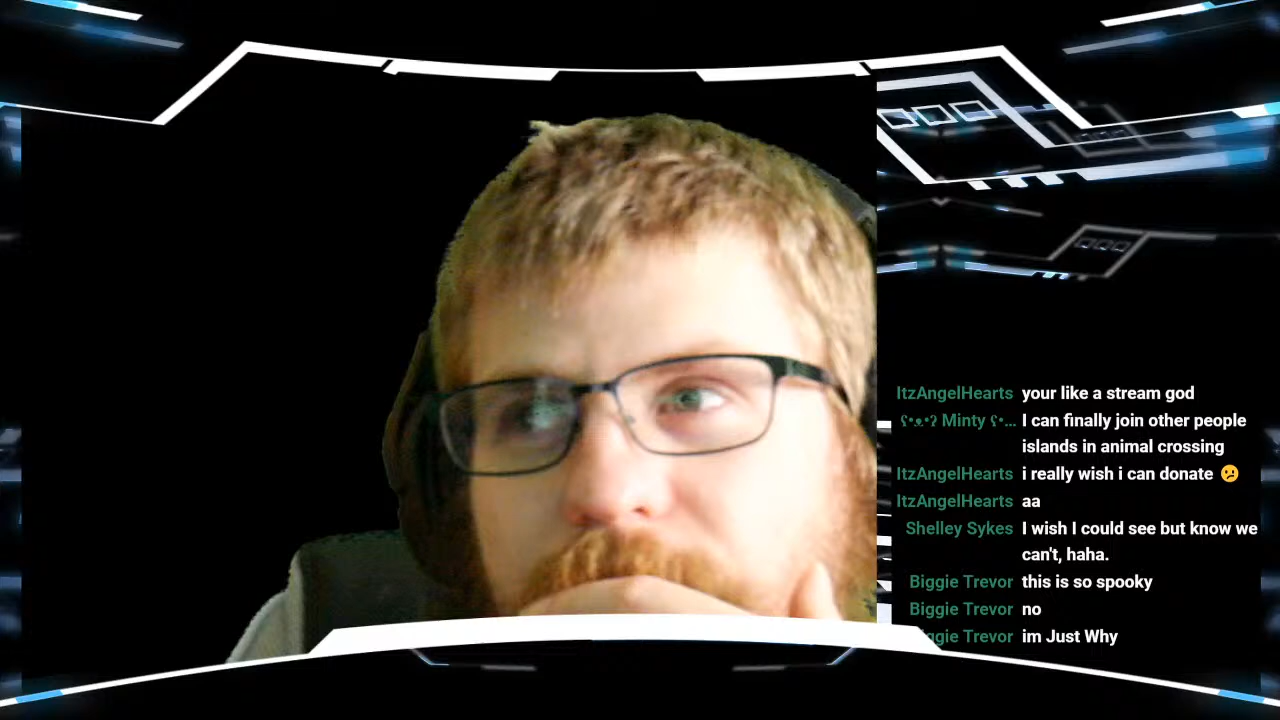 ItzAngelHearts your like a stream god
ʕ•ᴥ•ʔ Minty ʕ•… I can finally join other people
islands in animal crossing
ItzAngelHearts i really wish i can donate 😕
ItzAngelHearts aa
Shelley Sykes I wish I could see but know we
can't, haha.
Biggie Trevor this is so spooky
Biggie Trevor no
ggie Trevor im Just Why